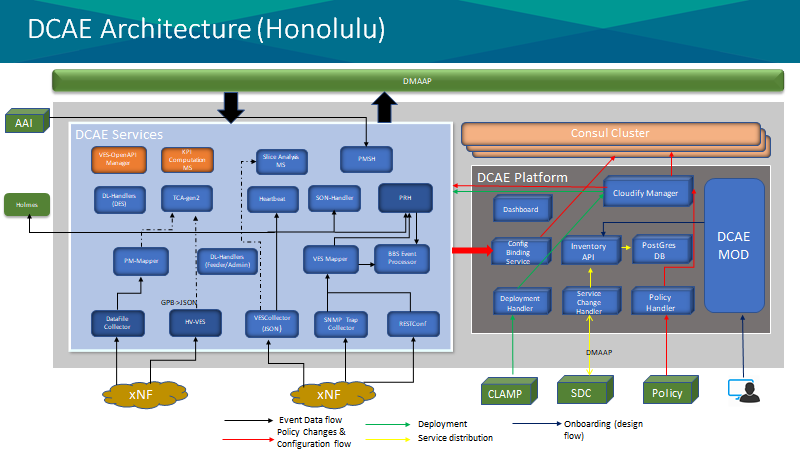 DCAE Architecture (Honolulu)
DMAAP
AAI
Holmes
DCAE Services
VES-OpenAPI
Manager
KPI
Computation
MS
Slice Analysis
MS
PMSH
DL-Handlers
(DES)
TCA-gen2
Heartbeat
SON-Handler
PRH
PM-Mapper
DL-Handlers
(Feeder/Admin)
VES Mapper
BBS Event
Processor
GPB->JSON
DataFile
Collector
HV-VES
VESCollector
(JSON)
SNMP Trap
Collector
RESTConf
Consul Cluster
DCAE Platform
Cloudify Manager
Dashboard
Config
Binding
Service
Inventory
API
PostGres
DB
DCAE
MOD
Deployment
Handler
Service
Change
Handler
Policy
Handler
DMAAP
xNF
xNF
CLAMP
SDC
Policy
Event Data flow
Policy Changes &
Configuration flow
Deployment
Service distribution
Onboarding (design
flow)